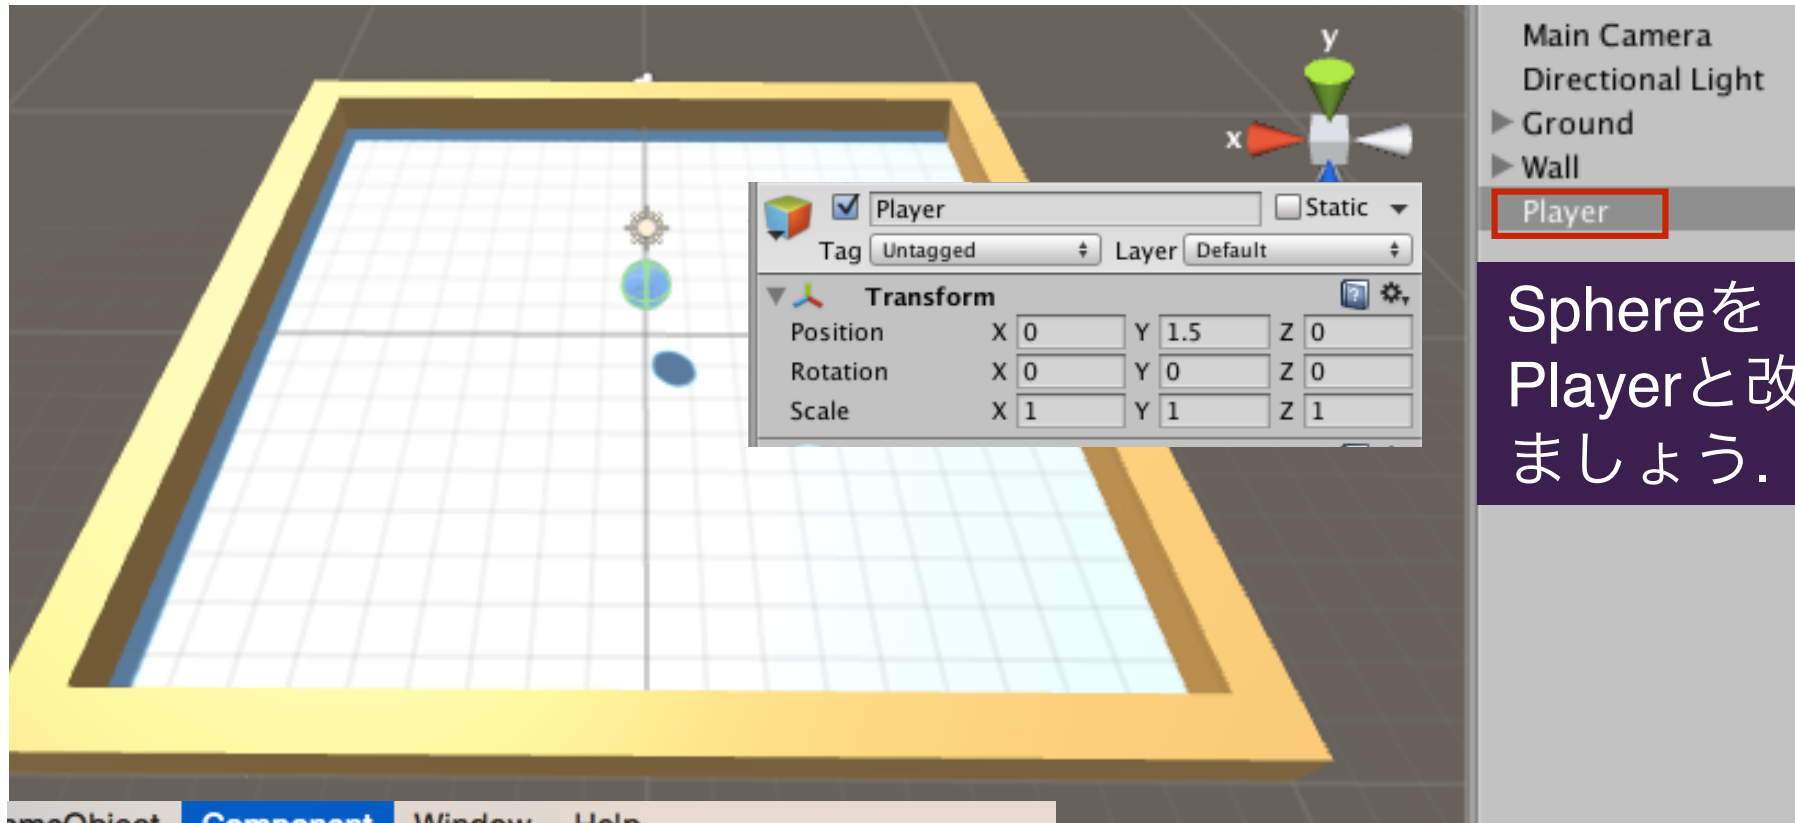 y
x
Main Camera
Directional Light
Ground
Wall
Player
Player
Static
Tag Untagged Layer Default
Transform
Position X 0 Y 1.5 Z 0
Rotation X 0 Y 0 Z 0
Scale X 1 Y 1 Z 1
Sphereを
Playerと改
ましょう.
Component Window Help